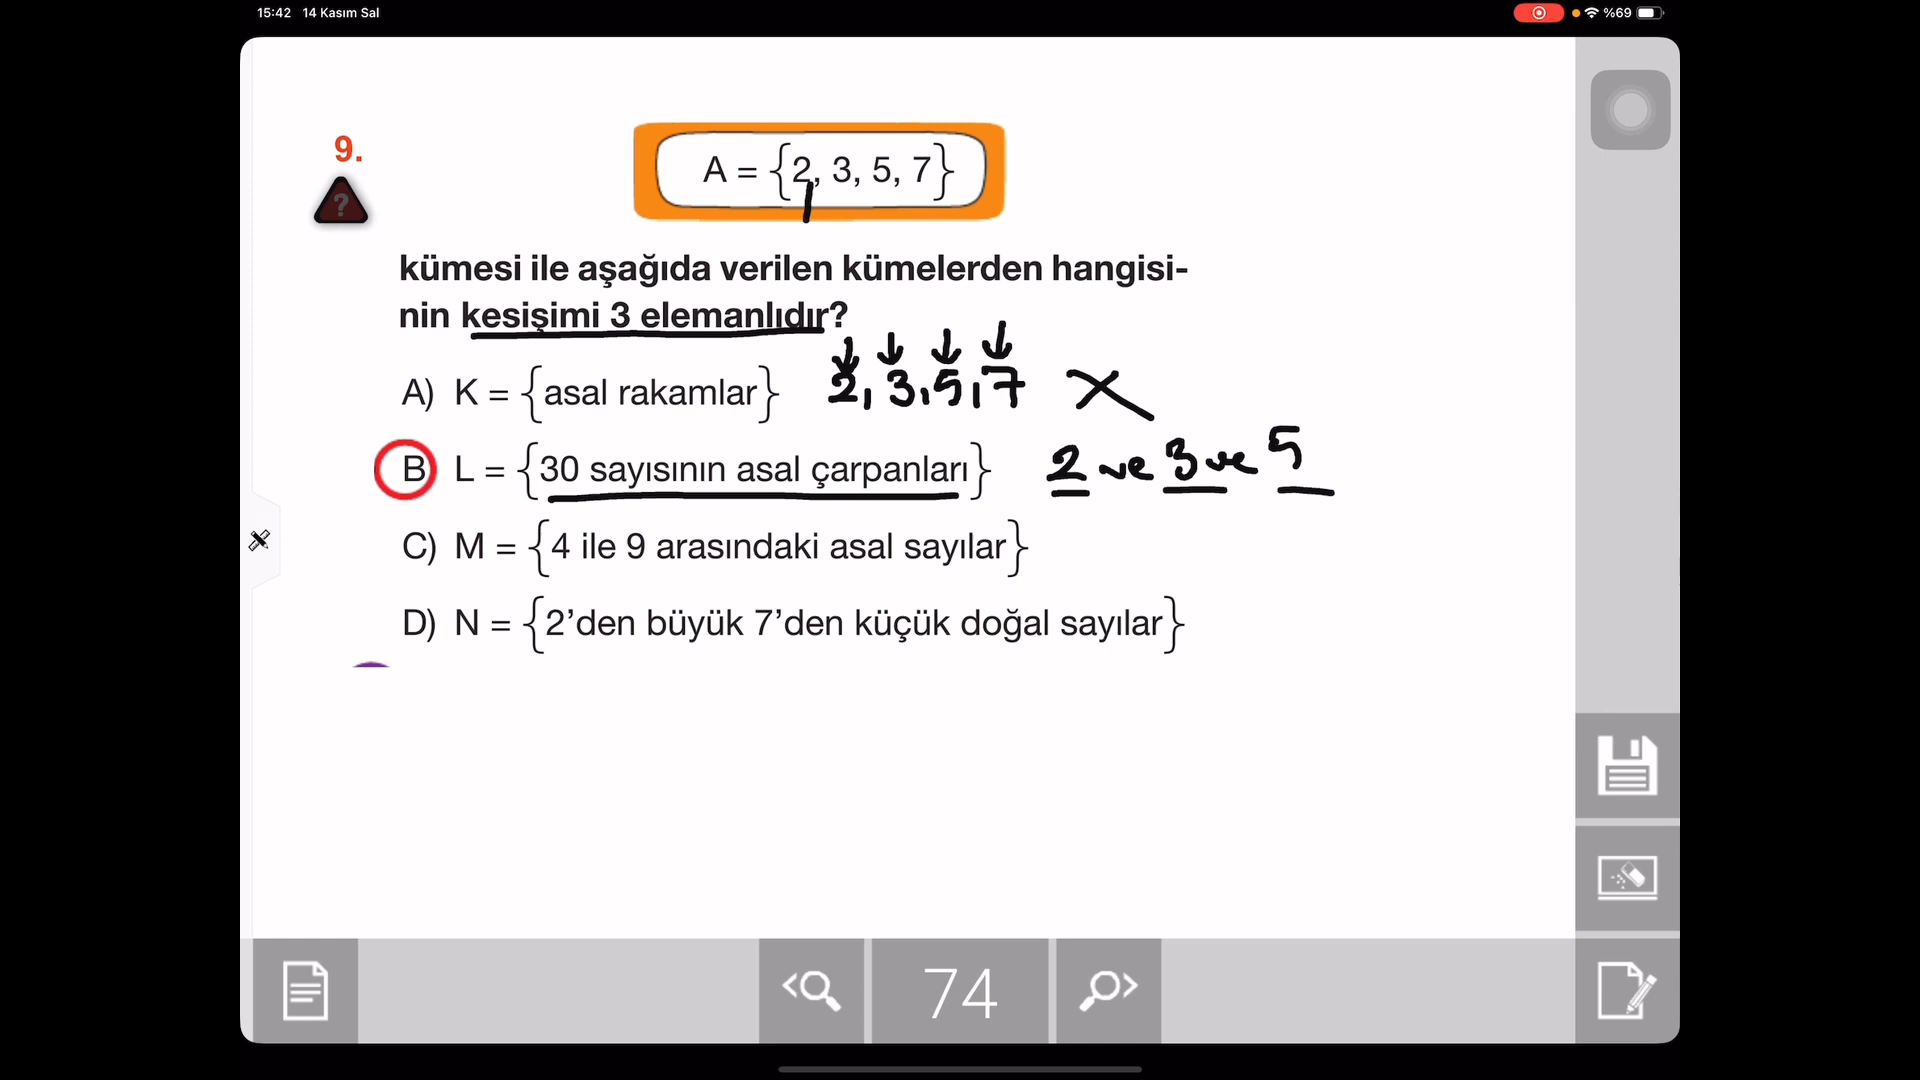 15:42 14 Kasım Sal
%69
9.
A = {2, 3, 5, 7}
?
kümesi ile aşağıda verilen kümelerden hangisi-
nin kesişimi 3 elemanlıdır?
A) K = {asal rakamlar} 2, 3, 5, 7 X
B) L = {30 sayısının asal çarpanları} 2 ve 3 ve 5
C) M = {4 ile 9 arasındaki asal sayılar}
D) N = {2’den büyük 7’den küçük doğal sayılar}
74